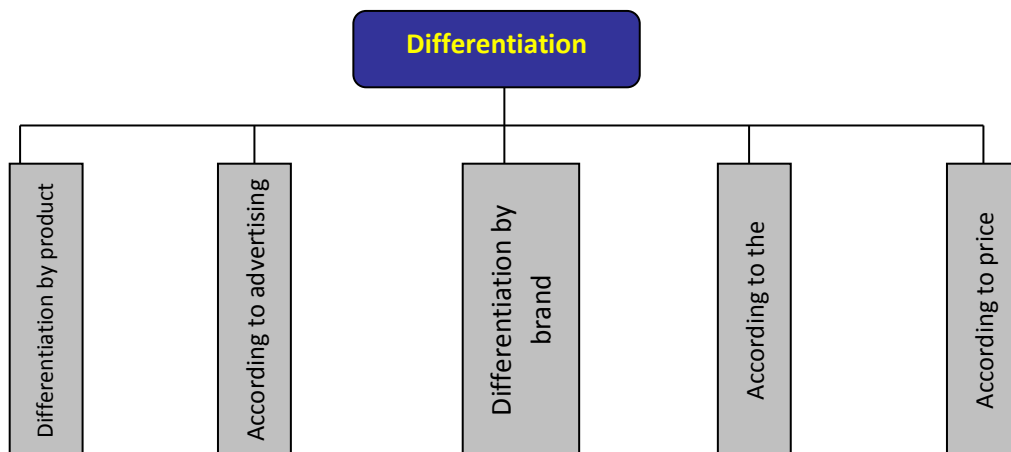 Differentiation
Differentiation by product
According to advertising
Differentiation by
brand
According to the
According to price